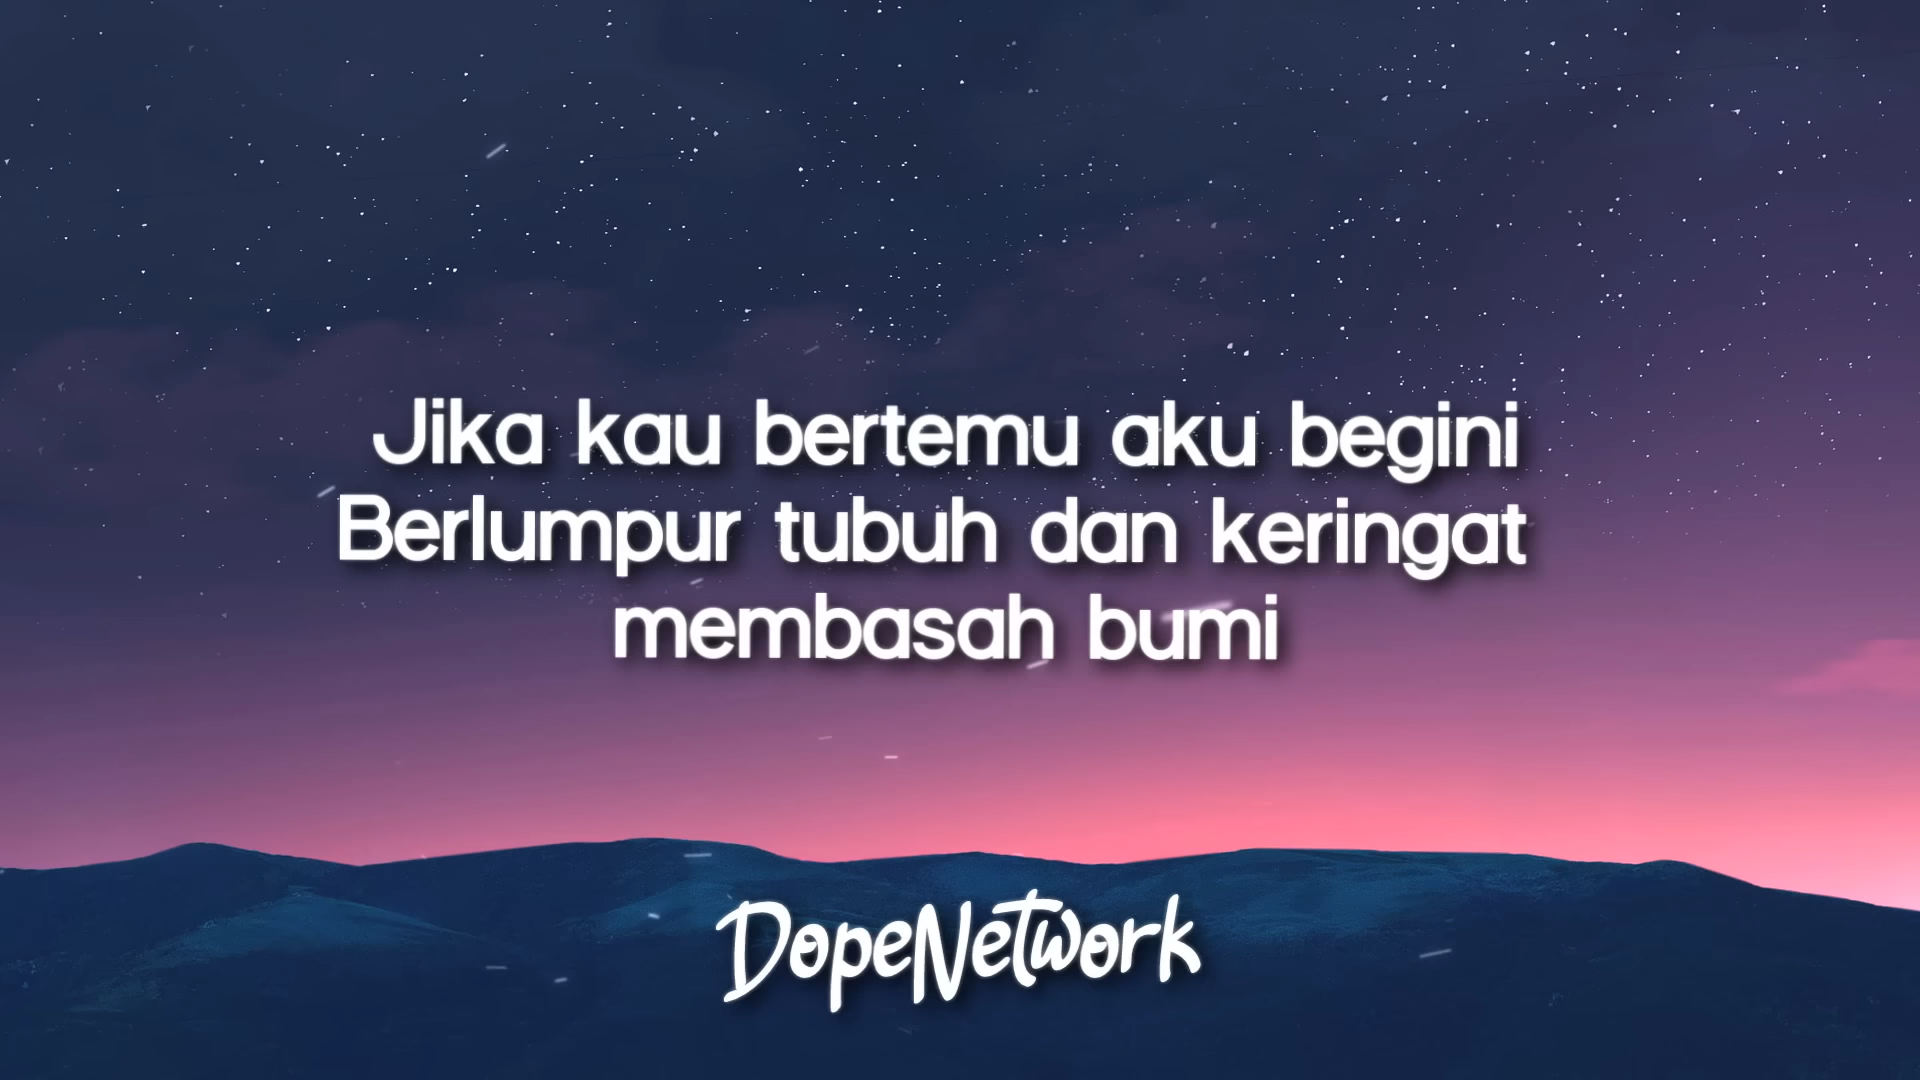 Jika kau bertemu aku begini
Berlumpur tubuh dan keringat
membasah bumi
DopeNetwork